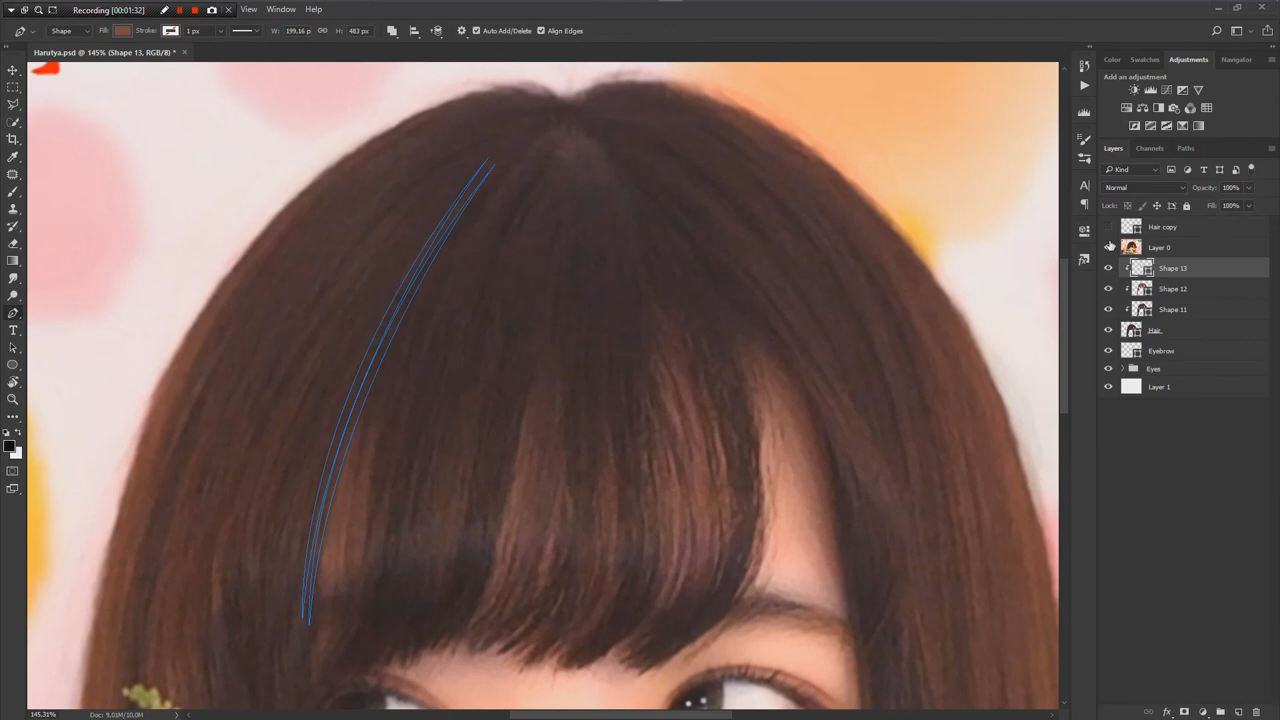 Recording [00:01:32]
View
Window
Help
Shape
Fill:
Stroke:
1 px
W: 199,16 p
H: 483 px
Auto Add/Delete
Align Edges
Harutya.psd @ 145% (Shape 13, RGB/8) *
Color
Swatches
Adjustments
Navigator
Add an adjustment
Layers
Channels
Paths
Kind
Normal
Opacity: 100%
Lock:
Fill: 100%
Hair copy
Layer 0
Shape 13
Shape 12
Shape 11
Hair
Eyebrow
Eyes
Layer 1
145,31%
Doc: 9,01M/10,0M